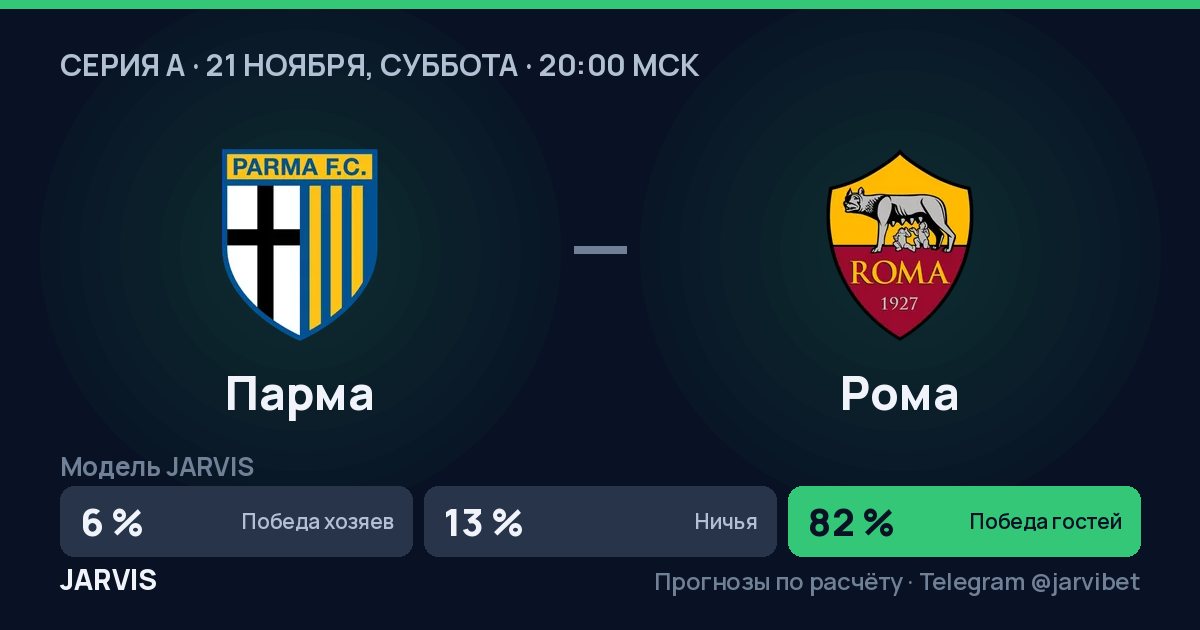 СЕРИЯ А · 21 НОЯБРЯ, СУББОТА · 20:00 МСК
PARMA F.C.
ROMA
1927
Парма
Рома
Модель JARVIS
6 % Победа хозяев
13 % Ничья
82 % Победа гостей
JARVIS
Прогнозы по расчёту · Telegram @jarvibet